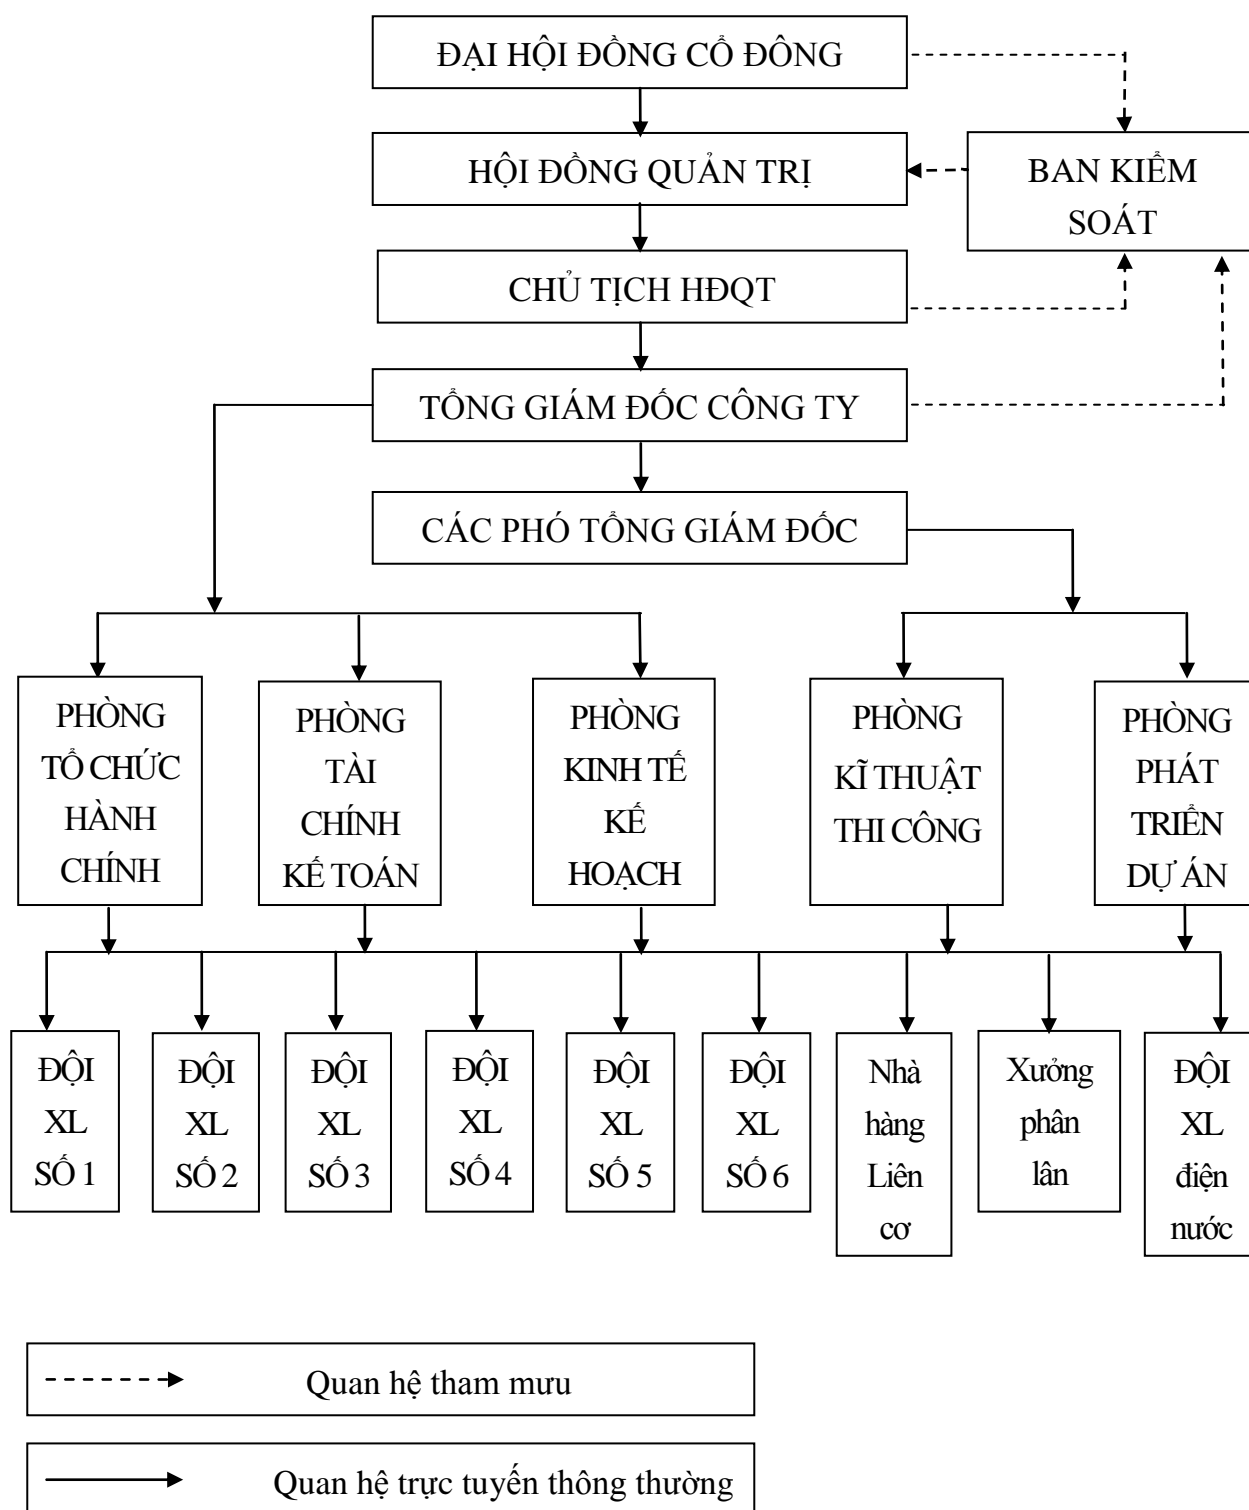 ĐẠI HỘI ĐỒNG CỔ ĐÔNG
HỘI ĐỒNG QUẢN TRỊ
BAN KIỂM
SOÁT
CHỦ TỊCH HĐQT
TỔNG GIÁM ĐỐC CÔNG TY
CÁC PHÓ TỔNG GIÁM ĐỐC
PHÒNG
TỔ CHỨC
HÀNH
CHÍNH
PHÒNG
TÀI
CHÍNH
KẾ TOÁN
PHÒNG
KINH TẾ
KẾ
HOẠCH
PHÒNG
KĨ THUẬT
THI CÔNG
PHÒNG
PHÁT
TRIỂN
DỰ ÁN
ĐỘI
XL
SỐ 1
ĐỘI
XL
SỐ 2
ĐỘI
XL
SỐ 3
ĐỘI
XL
SỐ 4
ĐỘI
XL
SỐ 5
ĐỘI
XL
SỐ 6
Nhà
hàng
Liên
cơ
Xưởng
phân
lân
ĐỘI
XL
điện
nước
Quan hệ tham mưu
Quan hệ trực tuyến thông thường